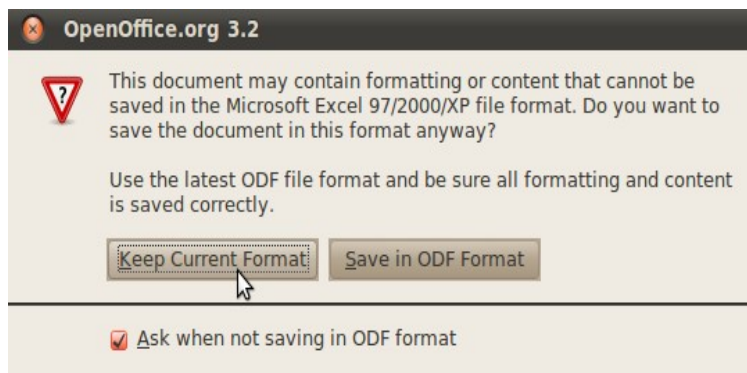 OpenOffice.org 3.2
?
This document may contain formatting or content that cannot be
saved in the Microsoft Excel 97/2000/XP file format. Do you want to
save the document in this format anyway?
Use the latest ODF file format and be sure all formatting and content
is saved correctly.
Keep Current Format Save in ODF Format
Ask when not saving in ODF format